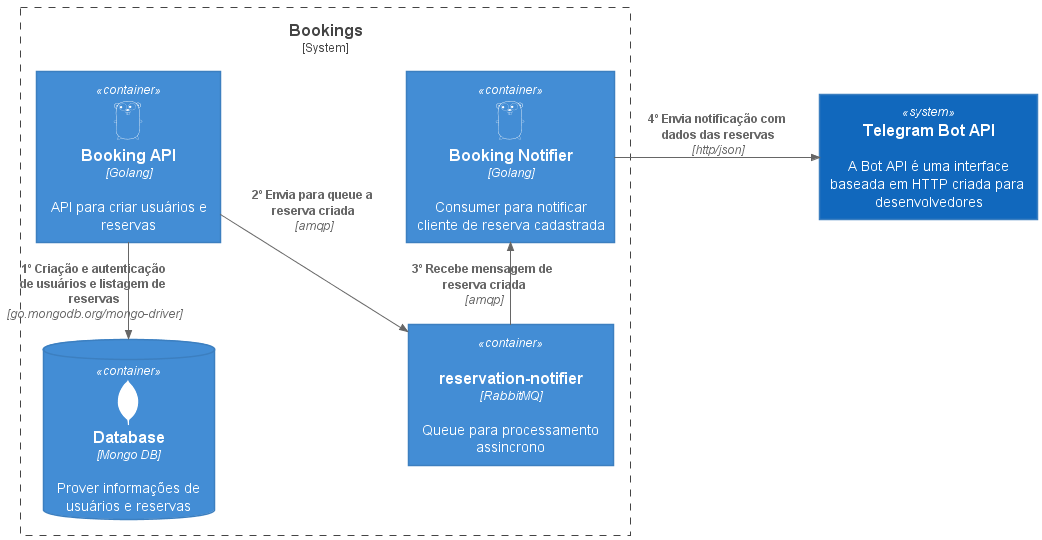 Bookings
[System]
«container»
Booking API
[Golang]
API para criar usuários e
reservas
«container»
Booking Notifier
[Golang]
Consumer para notificar
cliente de reserva cadastrada
4° Envia notificação com
dados das reservas
[http/json]
«system»
Telegram Bot API
A Bot API é uma interface
baseada em HTTP criada para
desenvolvedores
2° Envia para queue a
reserva criada
[amqp]
1° Criação e autenticação
de usuários e listagem de
reservas
[go.mongodb.org/mongo-driver]
3° Recebe mensagem de
reserva criada
[amqp]
«container»
Database
[Mongo DB]
Prover informações de
usuários e reservas
«container»
reservation-notifier
[RabbitMQ]
Queue para processamento
assincrono